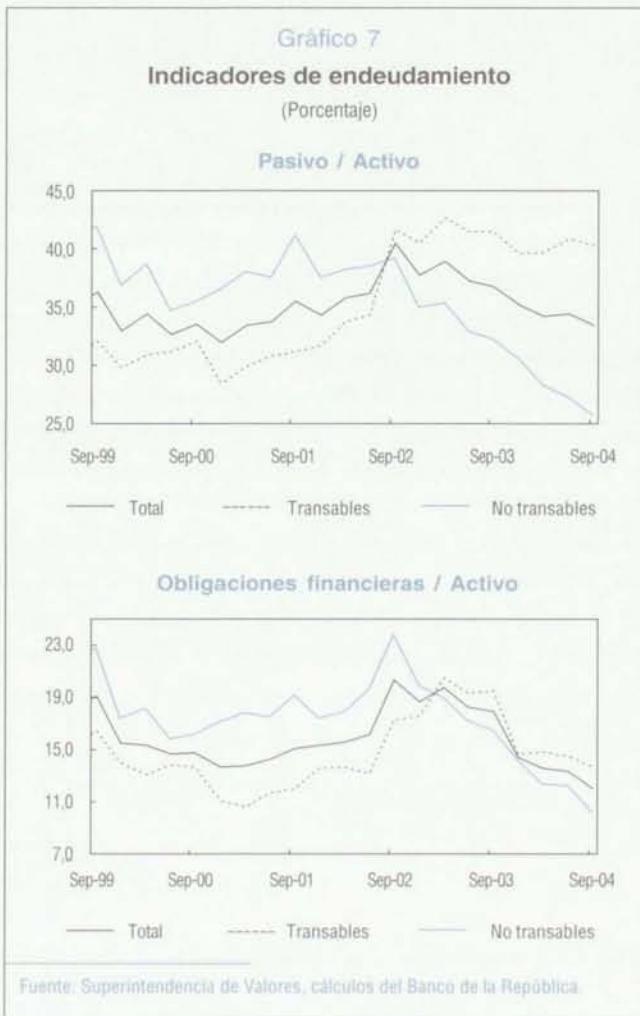 Gráfico 7
Indicadores de endeudamiento
(Porcentaje)
Pasivo / Activo
45,0
40,0
35,0
30,0
25,0
Sep-99 Sep-00 Sep-01 Sep-02 Sep-03 Sep-04
Total Transables No transables
Obligaciones financieras / Activo
23,0
19,0
15,0
11,0
7,0
Sep-99 Sep-00 Sep-01 Sep-02 Sep-03 Sep-04
Total Transables No transables
Fuente: Superintendencia de Valores, cálculos del Banco de la República.